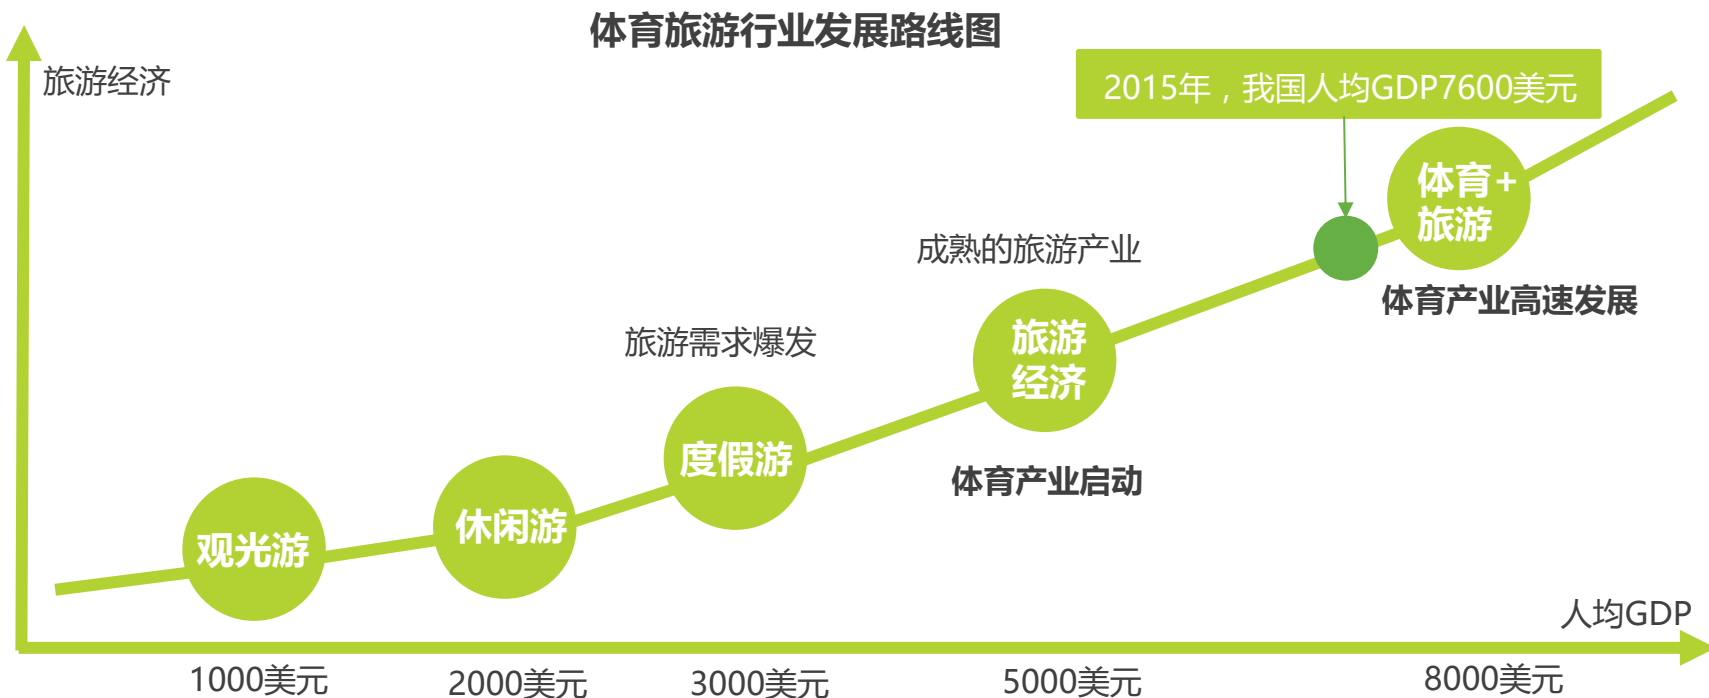 体育旅游行业发展路线图
旅游经济
2015年，我国人均GDP7600美元
体育+
旅游
成熟的旅游产业
体育产业高速发展
旅游需求爆发
旅游
经济
度假游
体育产业启动
休闲游
观光游
人均GDP
1000美元
2000美元
3000美元
5000美元
8000美元